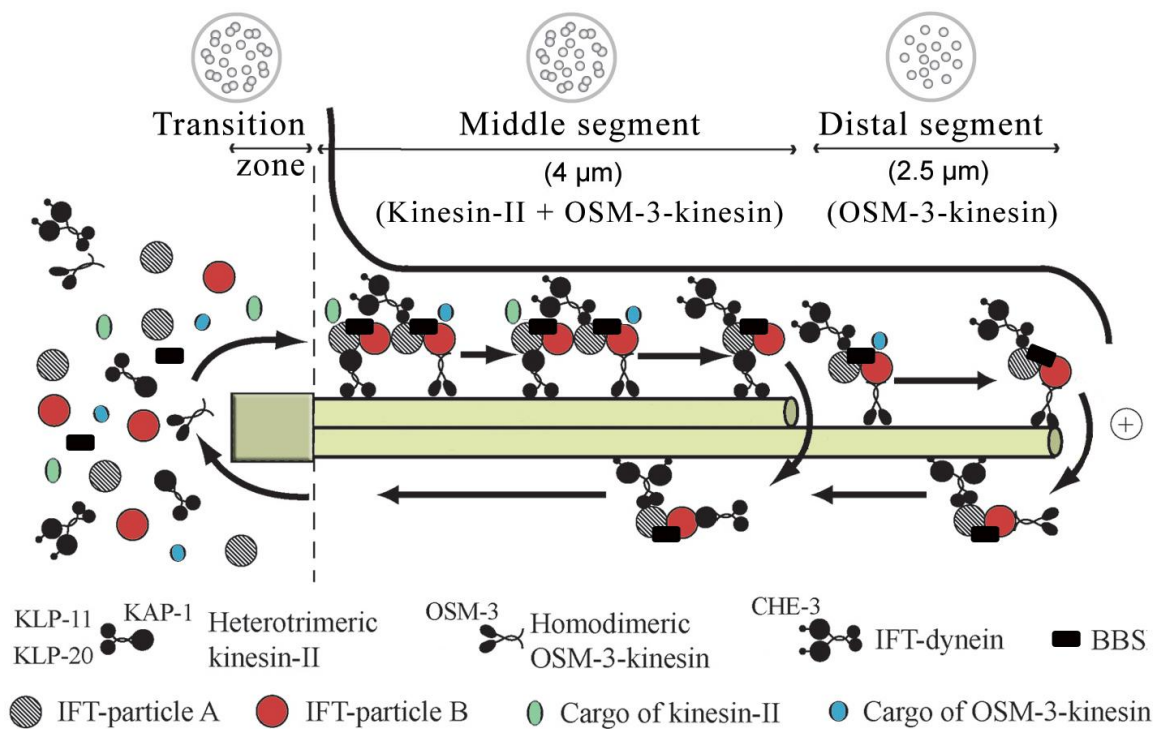 Transition
zone
Middle segment
(4 µm)
(Kinesin-II + OSM-3-kinesin)
Distal segment
(2.5 µm)
(OSM-3-kinesin)
+
KLP-11
KLP-20
KAP-1
Heterotrimeric
kinesin-II
OSM-3
Homodimeric
OSM-3-kinesin
CHE-3
IFT-dynein
BBS
IFT-particle A
IFT-particle B
Cargo of kinesin-II
Cargo of OSM-3-kinesin